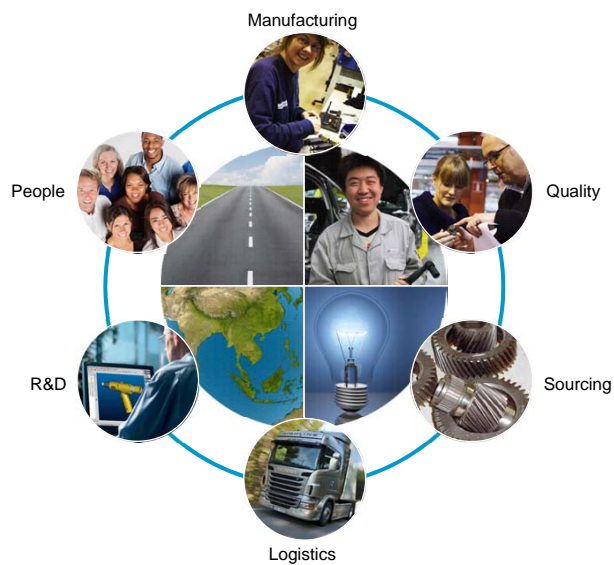 Manufacturing
People
Quality
R&D
Sourcing
Logistics